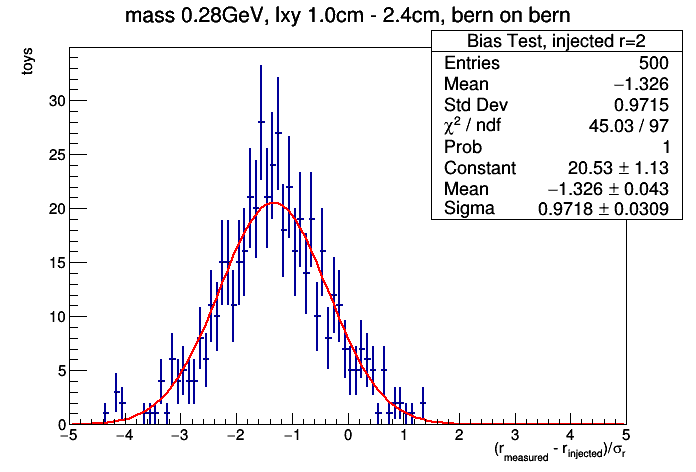 mass 0.28GeV, lxy 1.0cm - 2.4cm, bern on bern
toys
Bias Test, injected r=2
Entries 500
Mean −1.326
Std Dev 0.9715
χ² / ndf 45.03 / 97
Prob 1
Constant 20.53 ± 1.13
Mean −1.326 ± 0.043
Sigma 0.9718 ± 0.0309
30
25
20
15
10
5
0
−5 −4 −3 −2 −1 0 1 2 3 4 5
(r_measured - r_injected)/σ_r